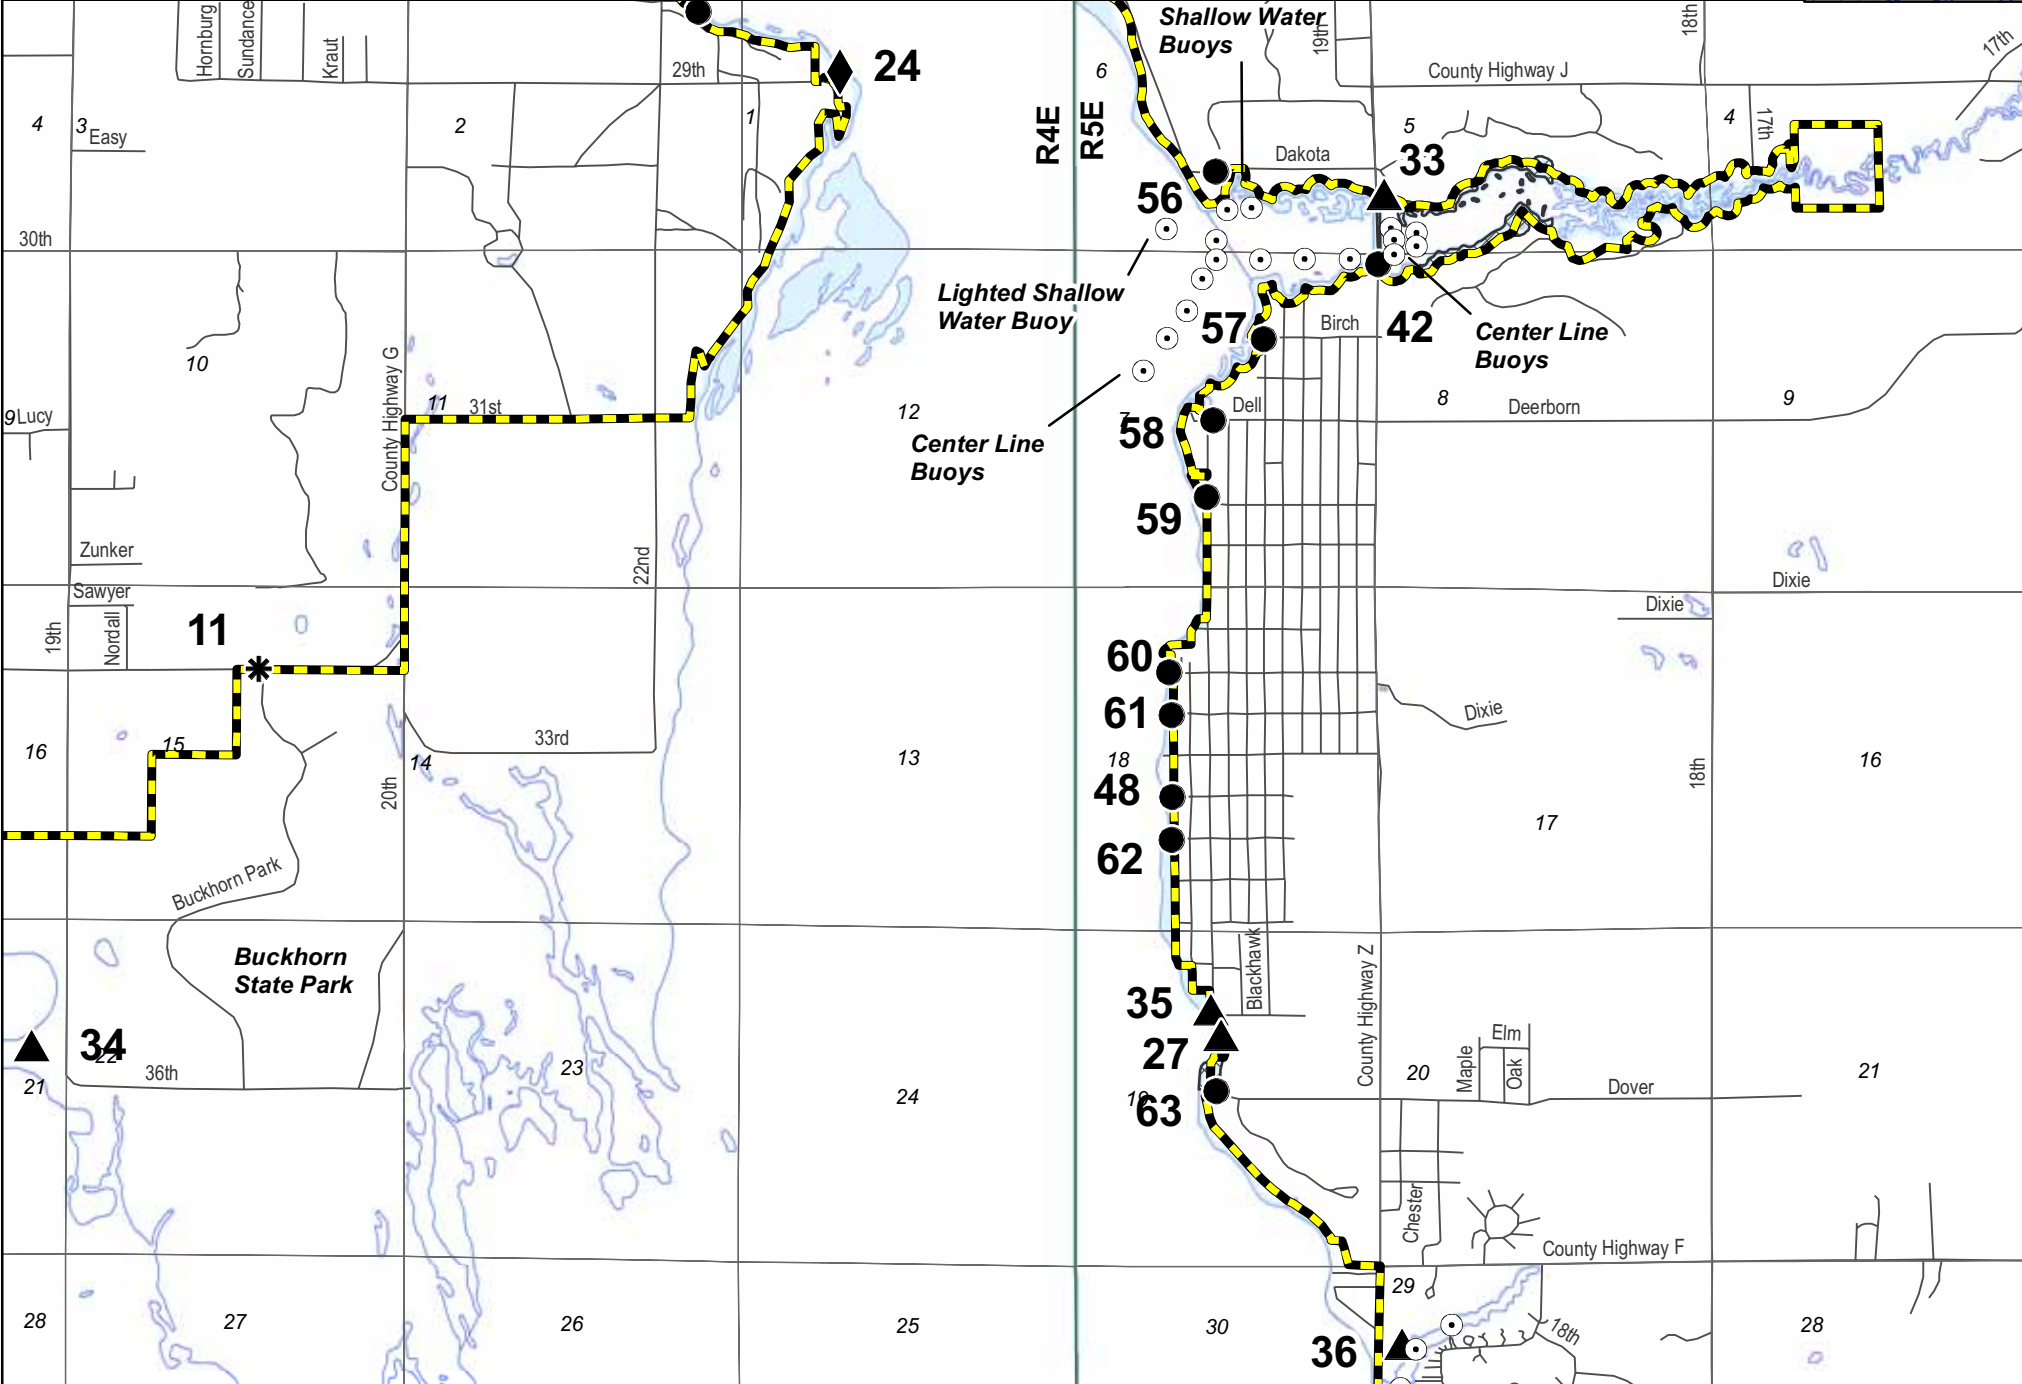 Hornburg
Sundance
Kraut
29th
24
Shallow Water
Buoys
19th
18th
17th
County Highway J
6
R4E
R5E
4
3
Easy
2
1
5
33
4
17th
Dakota
56
30th
Lighted Shallow
Water Buoy
57
Birch
42
Center Line
Buoys
10
County Highway G
11
31st
9
Lucy
12
Center Line
Buoys
7
58
Dell
8
Deerborn
9
59
22nd
Zunker
Sawyer
Nordall
19th
11
Dixie
Dixie
60
61
Dixie
16
15
14
33rd
20th
13
18
48
18th
16
17
62
Buckhorn Park
Buckhorn
State Park
Blackhawk
County Highway Z
35
27
34
22
21
36th
23
24
19
63
20
Maple
Elm
Oak
Dover
21
Chester
County Highway F
29
28
27
26
25
30
36
18th
28